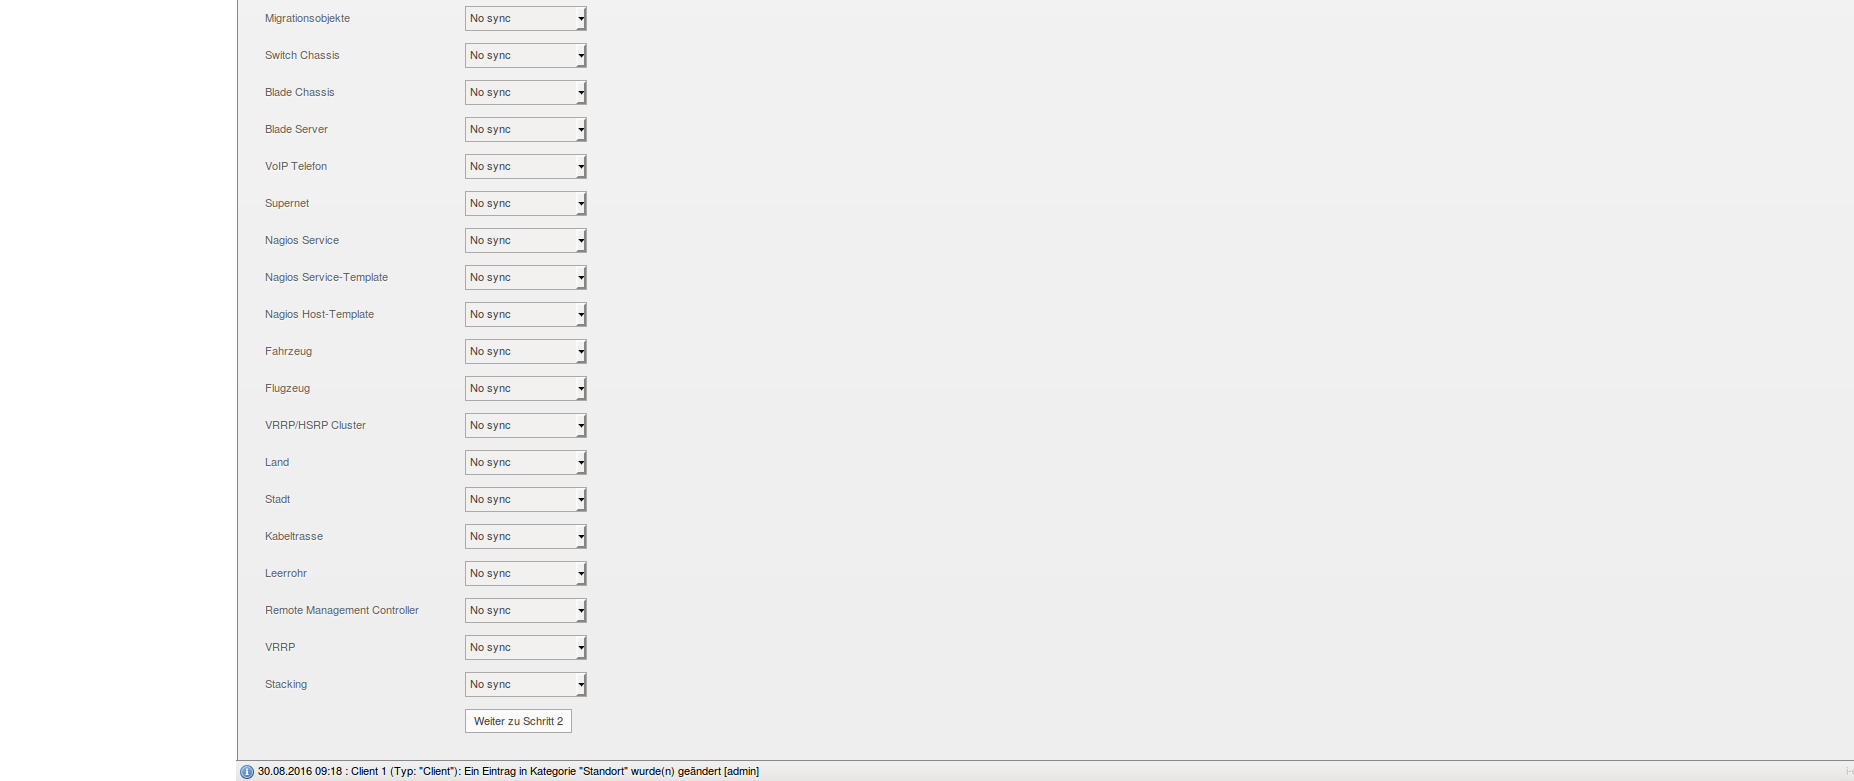 Migrationsobjekte No sync
Switch Chassis No sync
Blade Chassis No sync
Blade Server No sync
VoIP Telefon No sync
Supernet No sync
Nagios Service No sync
Nagios Service-Template No sync
Nagios Host-Template No sync
Fahrzeug No sync
Flugzeug No sync
VRRP/HSRP Cluster No sync
Land No sync
Stadt No sync
Kabeltrasse No sync
Leerrohr No sync
Remote Management Controller No sync
VRRP No sync
Stacking No sync
Weiter zu Schritt 2
30.08.2016 09:18 : Client 1 (Typ: "Client"): Ein Eintrag in Kategorie "Standort" wurde(n) geändert [admin]